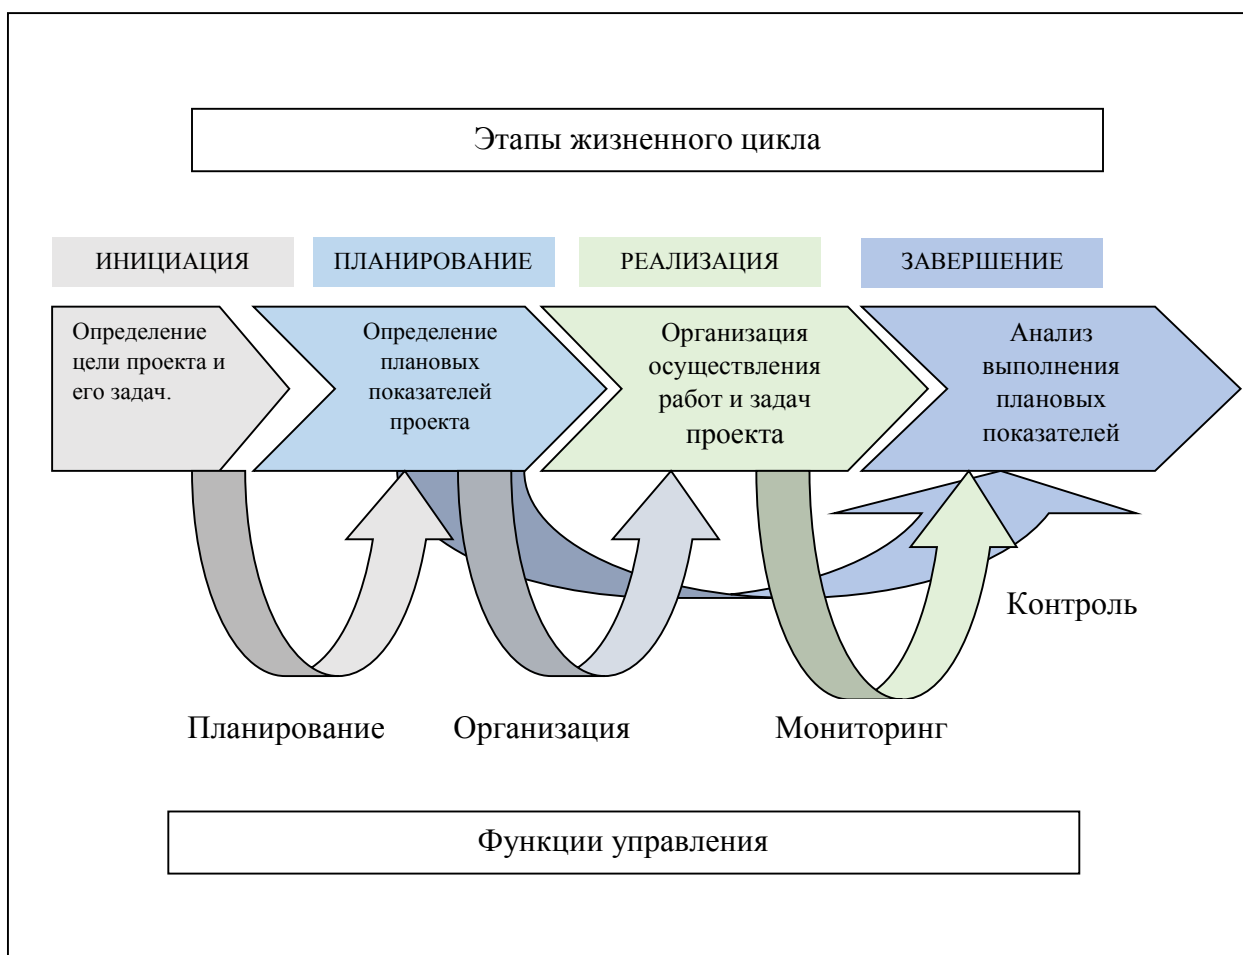 Этапы жизненного цикла
ИНИЦИАЦИЯ
ПЛАНИРОВАНИЕ
РЕАЛИЗАЦИЯ
ЗАВЕРШЕНИЕ
Определение
цели проекта и
его задач.
Определение
плановых
показателей
проекта
Организация
осуществления
работ и задач
проекта
Анализ
выполнения
плановых
показателей
Контроль
Планирование
Организация
Мониторинг
Функции управления